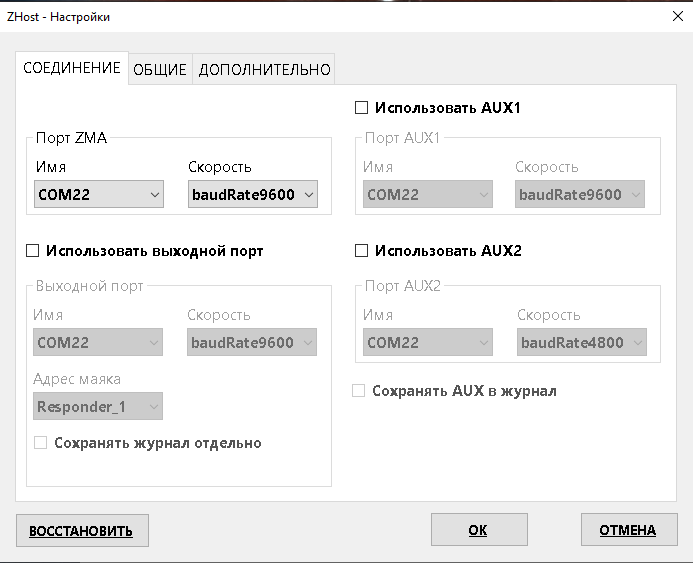 ZHost - Настройки
СОЕДИНЕНИЕ ОБЩИЕ ДОПОЛНИТЕЛЬНО
Порт ZMA
Имя Скорость
COM22 baudRate9600
Использовать AUX1
Порт AUX1
Имя Скорость
COM22 baudRate9600
Использовать выходной порт
Выходной порт
Имя Скорость
COM22 baudRate9600
Адрес маяка
Responder_1
Сохранять журнал отдельно
Использовать AUX2
Порт AUX2
Имя Скорость
COM22 baudRate4800
Сохранять AUX в журнал
ВОССТАНОВИТЬ ОК ОТМЕНА